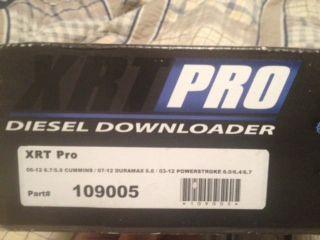 XRT PRO
DIESEL DOWNLOADER
XRT Pro
06-12 6.7/5.9 CUMMINS / 07-12 DURAMAX 6.6 / 03-12 POWERSTROKE 6.0/6.4/6.7
Part# 109005